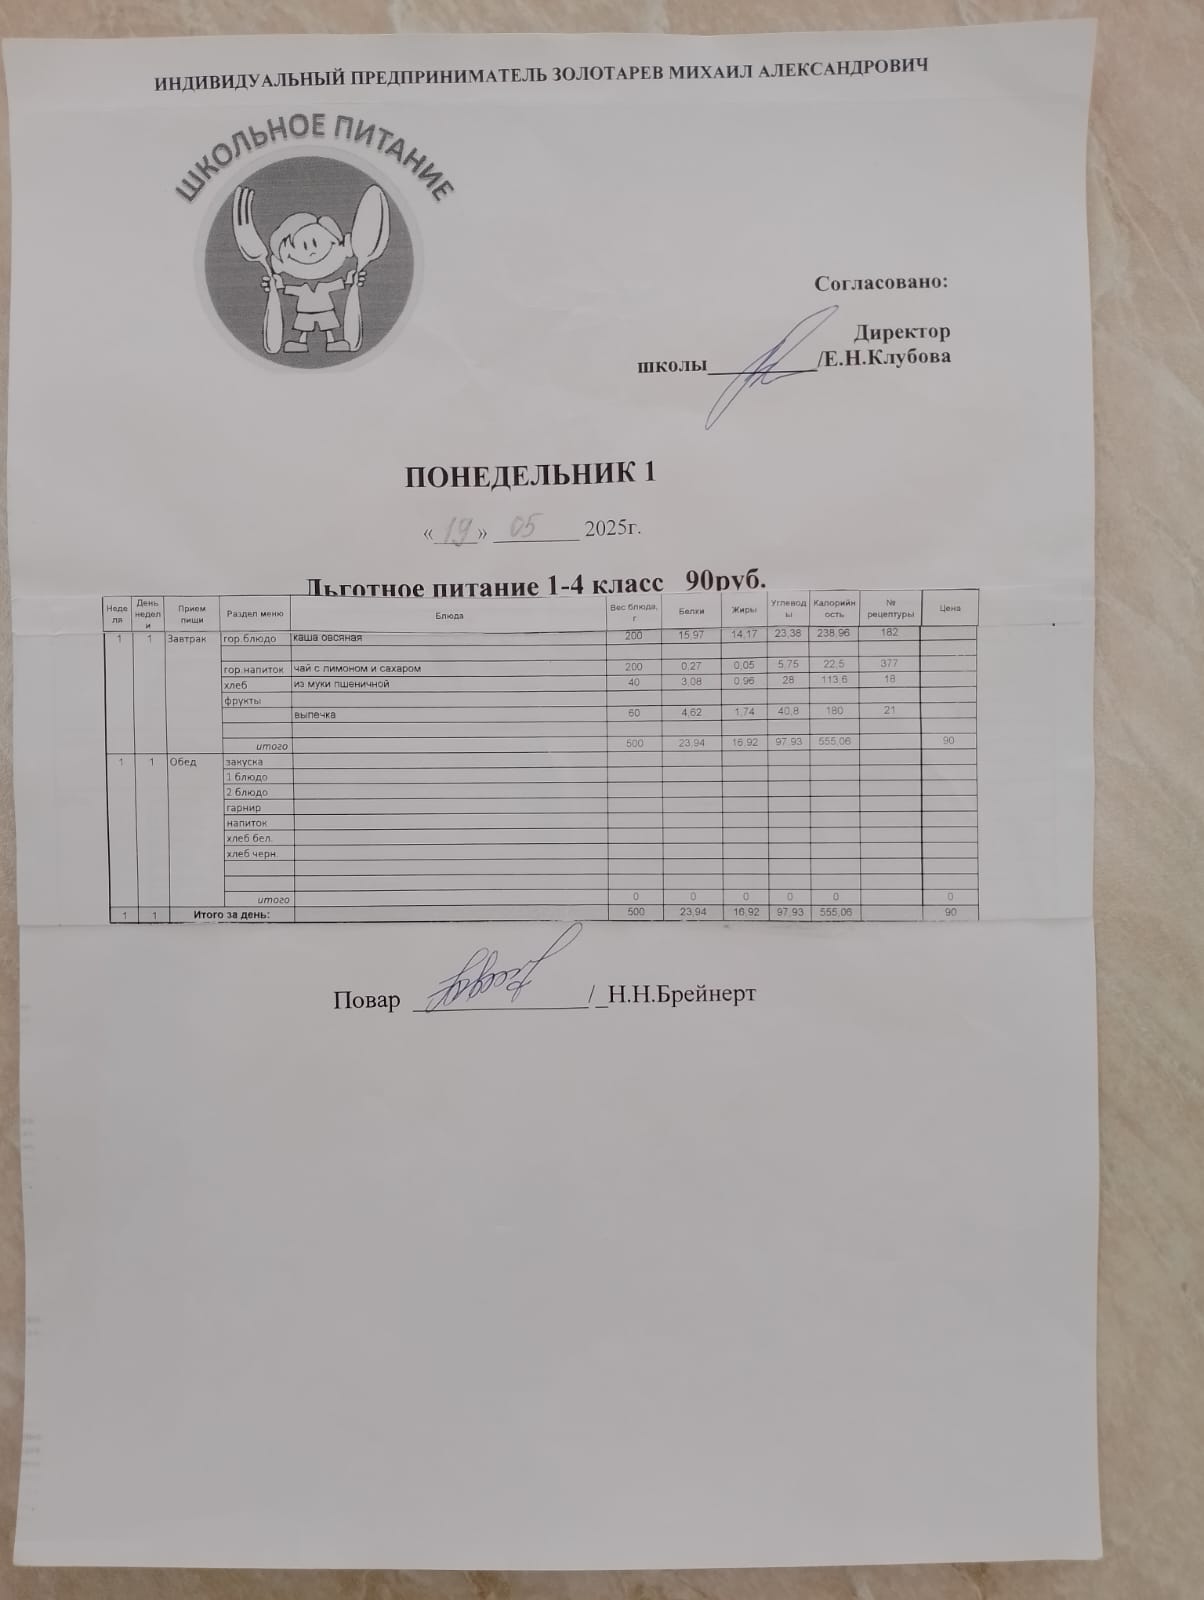 ИНДИВИДУАЛЬНЫЙ ПРЕДПРИНИМАТЕЛЬ ЗОЛОТАРЕВ МИХАИЛ АЛЕКСАНДРОВИЧ
ШКОЛЬНОЕ ПИТАНИЕ
Согласовано:
Директор
школы__________/Е.Н.Клубова
ПОНЕДЕЛЬНИК 1
«19» 05 2025г.
Льготное питание 1-4 класс 90руб.
Неделя День недели Прием пищи Раздел меню Блюда Вес блюда, г Белки Жиры Углеводы Калорийность № рецептуры Цена
1 1 Завтрак гор.блюдо каша овсяная 200 15,97 14,17 23,38 238,96 182
гор.напиток чай с лимоном и сахаром 200 0,27 0,05 5,75 22,5 377
хлеб из муки пшеничной 40 3,08 0,96 28 113,6 18
фрукты
выпечка 60 4,62 1,74 40,8 180 21
итого 500 23,94 16,92 97,93 555,06 90
1 1 Обед закуска
1 блюдо
2 блюдо
гарнир
напиток
хлеб бел.
хлеб черн.
итого 0 0 0 0 0 0
1 1 Итого за день: 500 23,94 16,92 97,93 555,06 90
Повар ______________/_Н.Н.Брейнерт